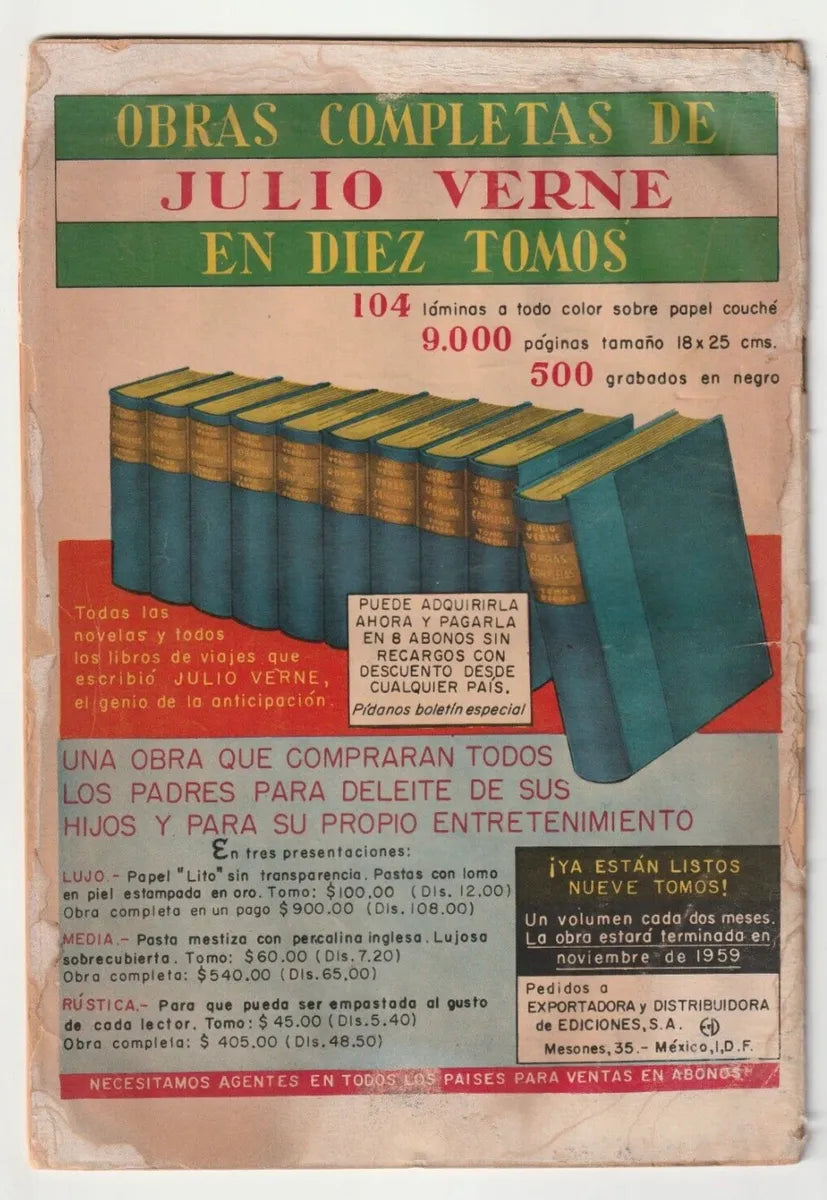 OBRAS COMPLETAS DE
JULIO VERNE
EN DIEZ TOMOS
104 láminas a todo color sobre papel couché
9.000 páginas tamaño 18x25 cms.
500 grabados en negro
JULIO VERNE
OBRAS COMPLETAS
JULIO VERNE
OBRAS COMPLETAS
Todas las
novelas y todos
los libros de viajes que
escribió JULIO VERNE,
el genio de la anticipación.
PUEDE ADQUIRIRLA
AHORA Y PAGARLA
EN 8 ABONOS SIN
RECARGOS CON
DESCUENTO DESDE
CUALQUIER PAÍS.
Pídanos boletín especial
UNA OBRA QUE COMPRARAN TODOS
LOS PADRES PARA DELEITE DE SUS
HIJOS Y PARA SU PROPIO ENTRETENIMIENTO
En tres presentaciones:
LUJO.- Papel "Lito" sin transparencia. Pastas con lomo
en piel estampada en oro. Tomo: $100.00 (Dls. 12.00)
Obra completa en un pago $900.00 (Dls. 108.00)
MEDIA.- Pasta mestiza con percalina inglesa. Lujosa
sobrecubierta. Tomo: $60.00 (Dls. 7.20)
Obra completa: $540.00 (Dls. 65.00)
RÚSTICA.- Para que pueda ser empastada al gusto
de cada lector. Tomo: $ 45.00 (Dls. 5.40)
Obra completa: $ 405.00 (Dls. 48.50)
¡YA ESTÁN LISTOS
NUEVE TOMOS!
Un volumen cada dos meses.
La obra estará terminada en
noviembre de 1959
Pedidos a
EXPORTADORA y DISTRIBUIDORA
de EDICIONES, S.A.
Mesones, 35.- México, I, D.F.
NECESITAMOS AGENTES EN TODOS LOS PAISES PARA VENTAS EN ABONOS